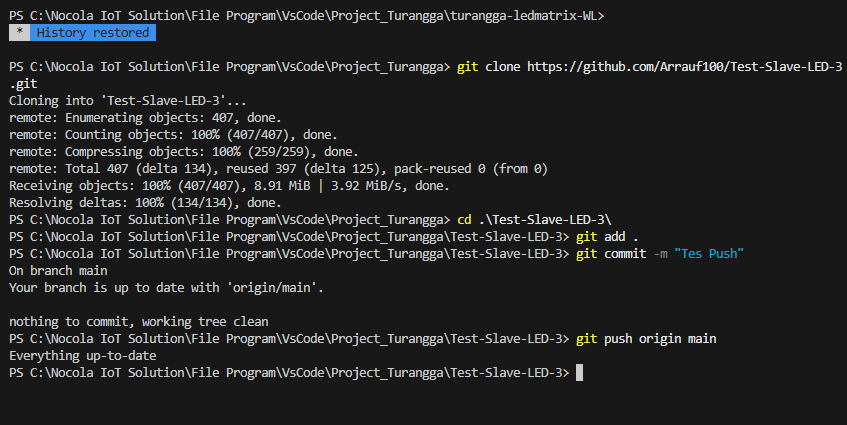 PS C:\Nocola IoT Solution\File Program\VsCode\Project_Turangga\turangga-ledmatrix-WL>
* History restored
PS C:\Nocola IoT Solution\File Program\VsCode\Project_Turangga> git clone https://github.com/Arrauf100/Test-Slave-LED-3
.git
Cloning into 'Test-Slave-LED-3'...
remote: Enumerating objects: 407, done.
remote: Counting objects: 100% (407/407), done.
remote: Compressing objects: 100% (259/259), done.
remote: Total 407 (delta 134), reused 397 (delta 125), pack-reused 0 (from 0)
Receiving objects: 100% (407/407), 8.91 MiB | 3.92 MiB/s, done.
Resolving deltas: 100% (134/134), done.
PS C:\Nocola IoT Solution\File Program\VsCode\Project_Turangga> cd .\Test-Slave-LED-3\
PS C:\Nocola IoT Solution\File Program\VsCode\Project_Turangga\Test-Slave-LED-3> git add .
PS C:\Nocola IoT Solution\File Program\VsCode\Project_Turangga\Test-Slave-LED-3> git commit -m "Tes Push"
On branch main
Your branch is up to date with 'origin/main'.
nothing to commit, working tree clean
PS C:\Nocola IoT Solution\File Program\VsCode\Project_Turangga\Test-Slave-LED-3> git push origin main
Everything up-to-date
PS C:\Nocola IoT Solution\File Program\VsCode\Project_Turangga\Test-Slave-LED-3>